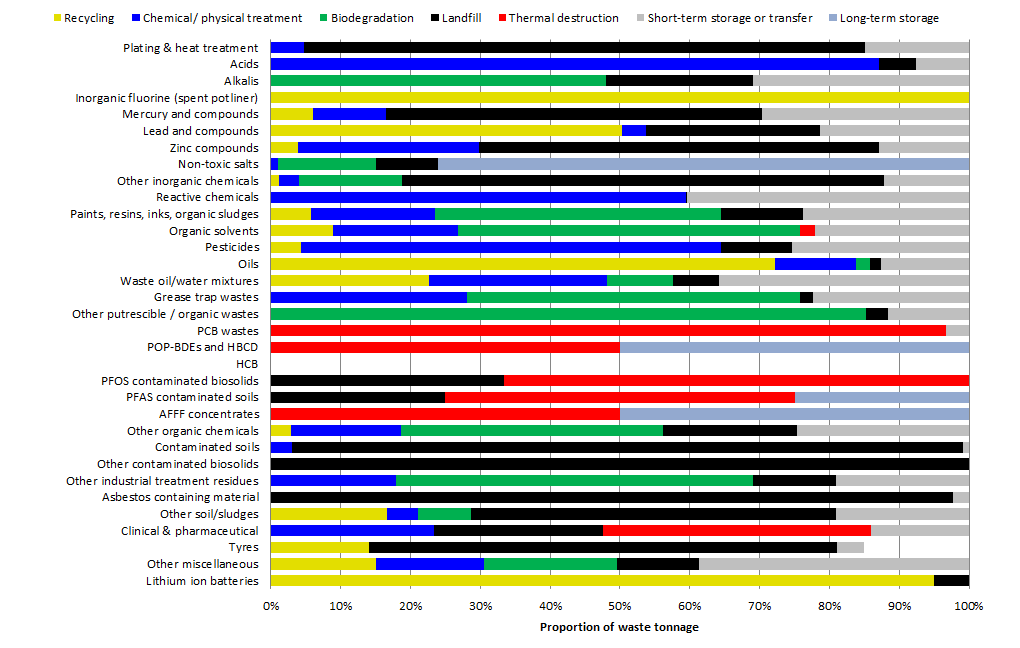 Recycling Chemical/ physical treatment Biodegradation Landfill Thermal destruction Short-term storage or transfer Long-term storage
Plating & heat treatment
Acids
Alkalis
Inorganic fluorine (spent potliner)
Mercury and compounds
Lead and compounds
Zinc compounds
Non-toxic salts
Other inorganic chemicals
Reactive chemicals
Paints, resins, inks, organic sludges
Organic solvents
Pesticides
Oils
Waste oil/water mixtures
Grease trap wastes
Other putrescible / organic wastes
PCB wastes
POP-BDEs and HBCD
HCB
PFOS contaminated biosolids
PFAS contaminated soils
AFFF concentrates
Other organic chemicals
Contaminated soils
Other contaminated biosolids
Other industrial treatment residues
Asbestos containing material
Other soil/sludges
Clinical & pharmaceutical
Tyres
Other miscellaneous
Lithium ion batteries
0% 10% 20% 30% 40% 50% 60% 70% 80% 90% 100%
Proportion of waste tonnage